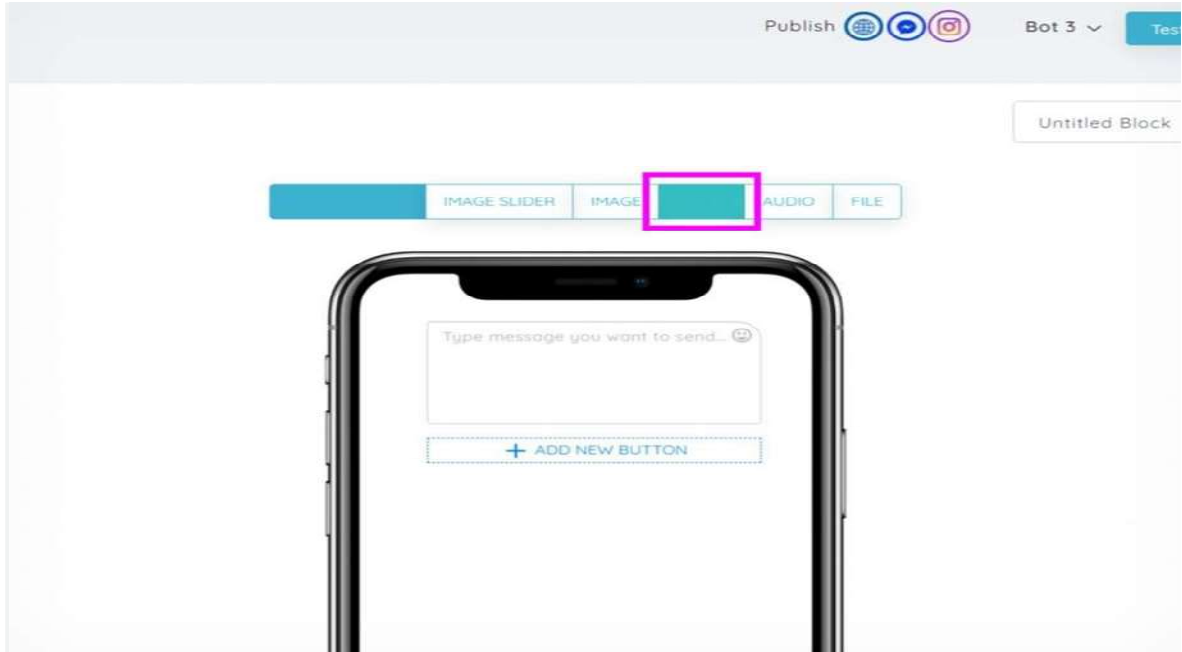 Publish
Bot 3
Test
Untitled Block
IMAGE SLIDER
IMAGE
AUDIO
FILE
Type message you want to send...
+ ADD NEW BUTTON